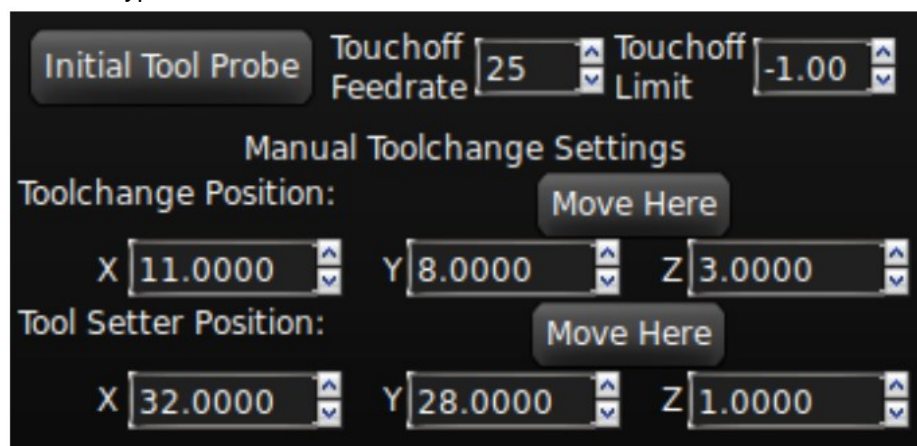 Initial Tool Probe Touchoff Feedrate 25 Touchoff Limit -1.00
Manual Toolchange Settings
Toolchange Position: Move Here
X 11.0000 Y 8.0000 Z 3.0000
Tool Setter Position: Move Here
X 32.0000 Y 28.0000 Z 1.0000